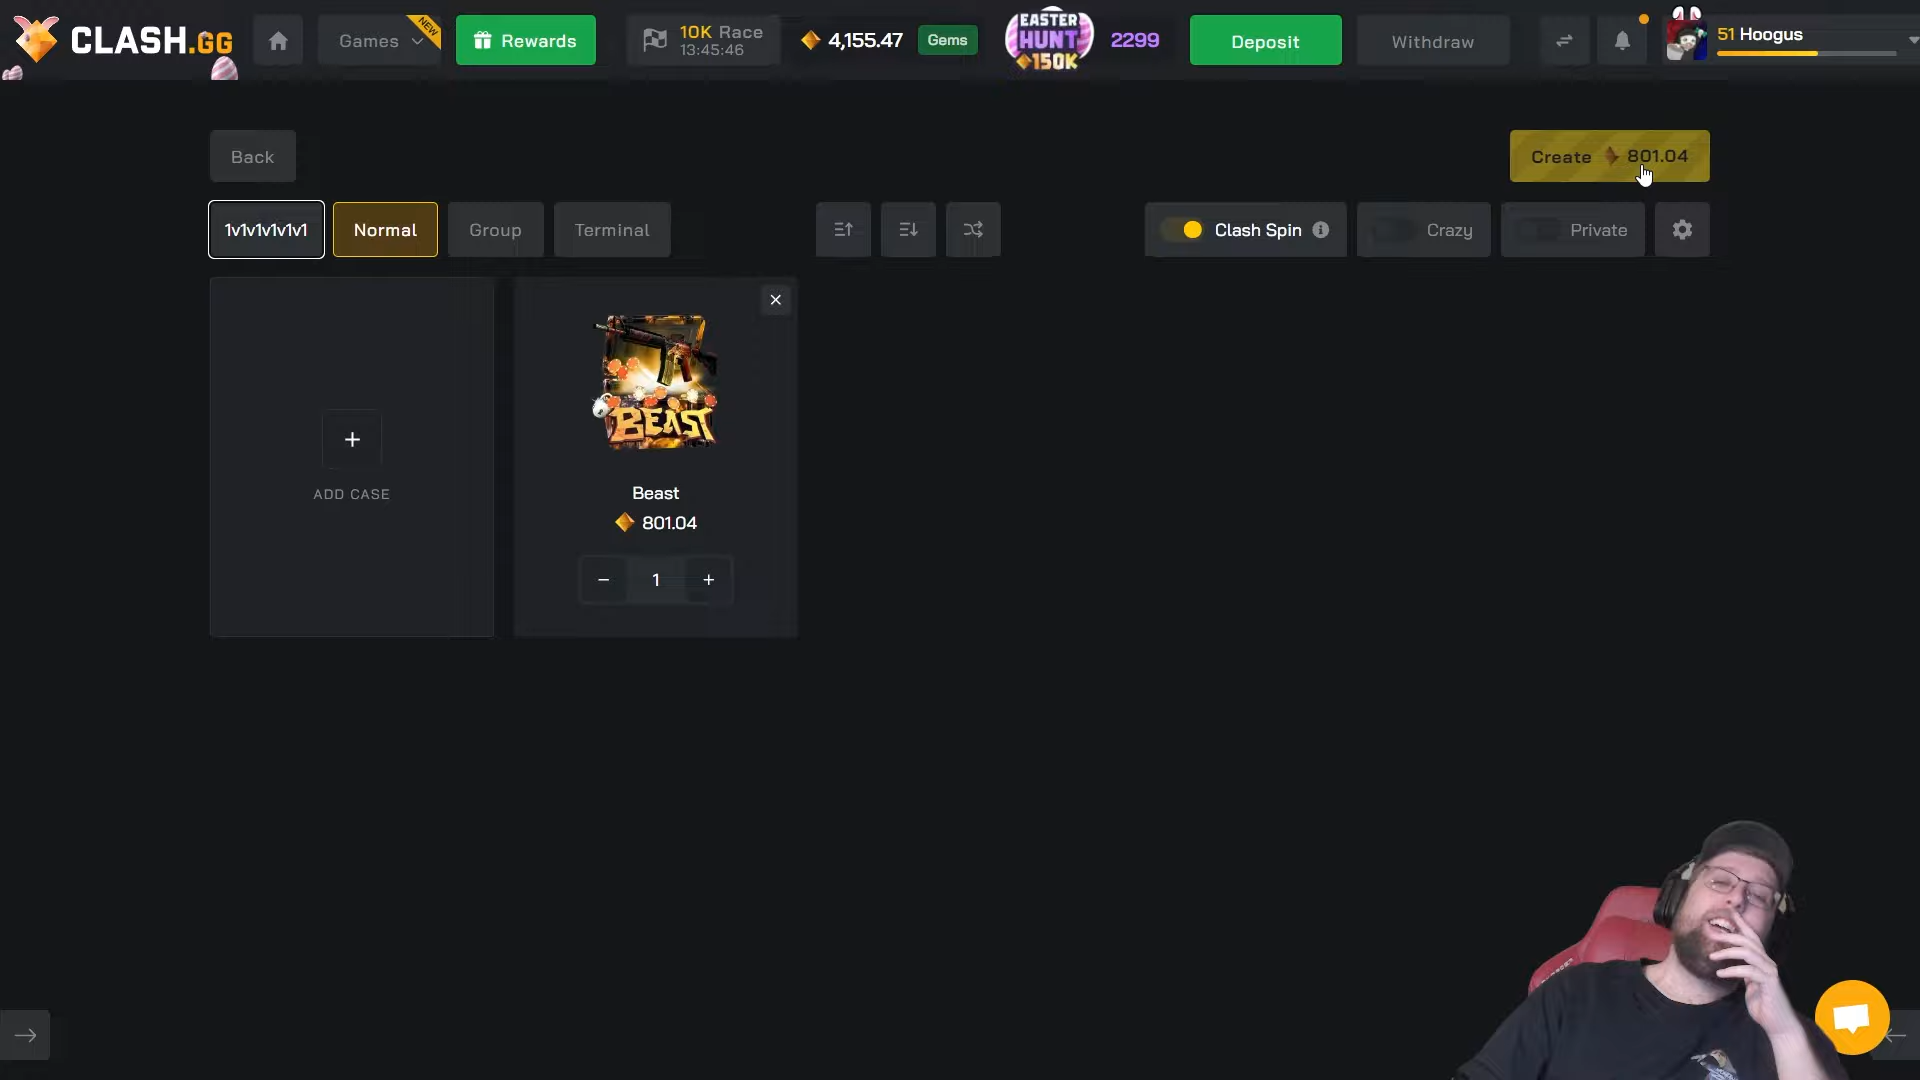 CLASH.GG
Games
NEW
Rewards
10K Race
13:45:46
4,155.47
Gems
EASTER
HUNT
150K
2299
Deposit
Withdraw
51 Hoogus
Back
Create 801.04
1v1v1v1v1v1
Normal
Group
Terminal
Clash Spin
Crazy
Private
BEAST
ADD CASE
Beast
801.04
1